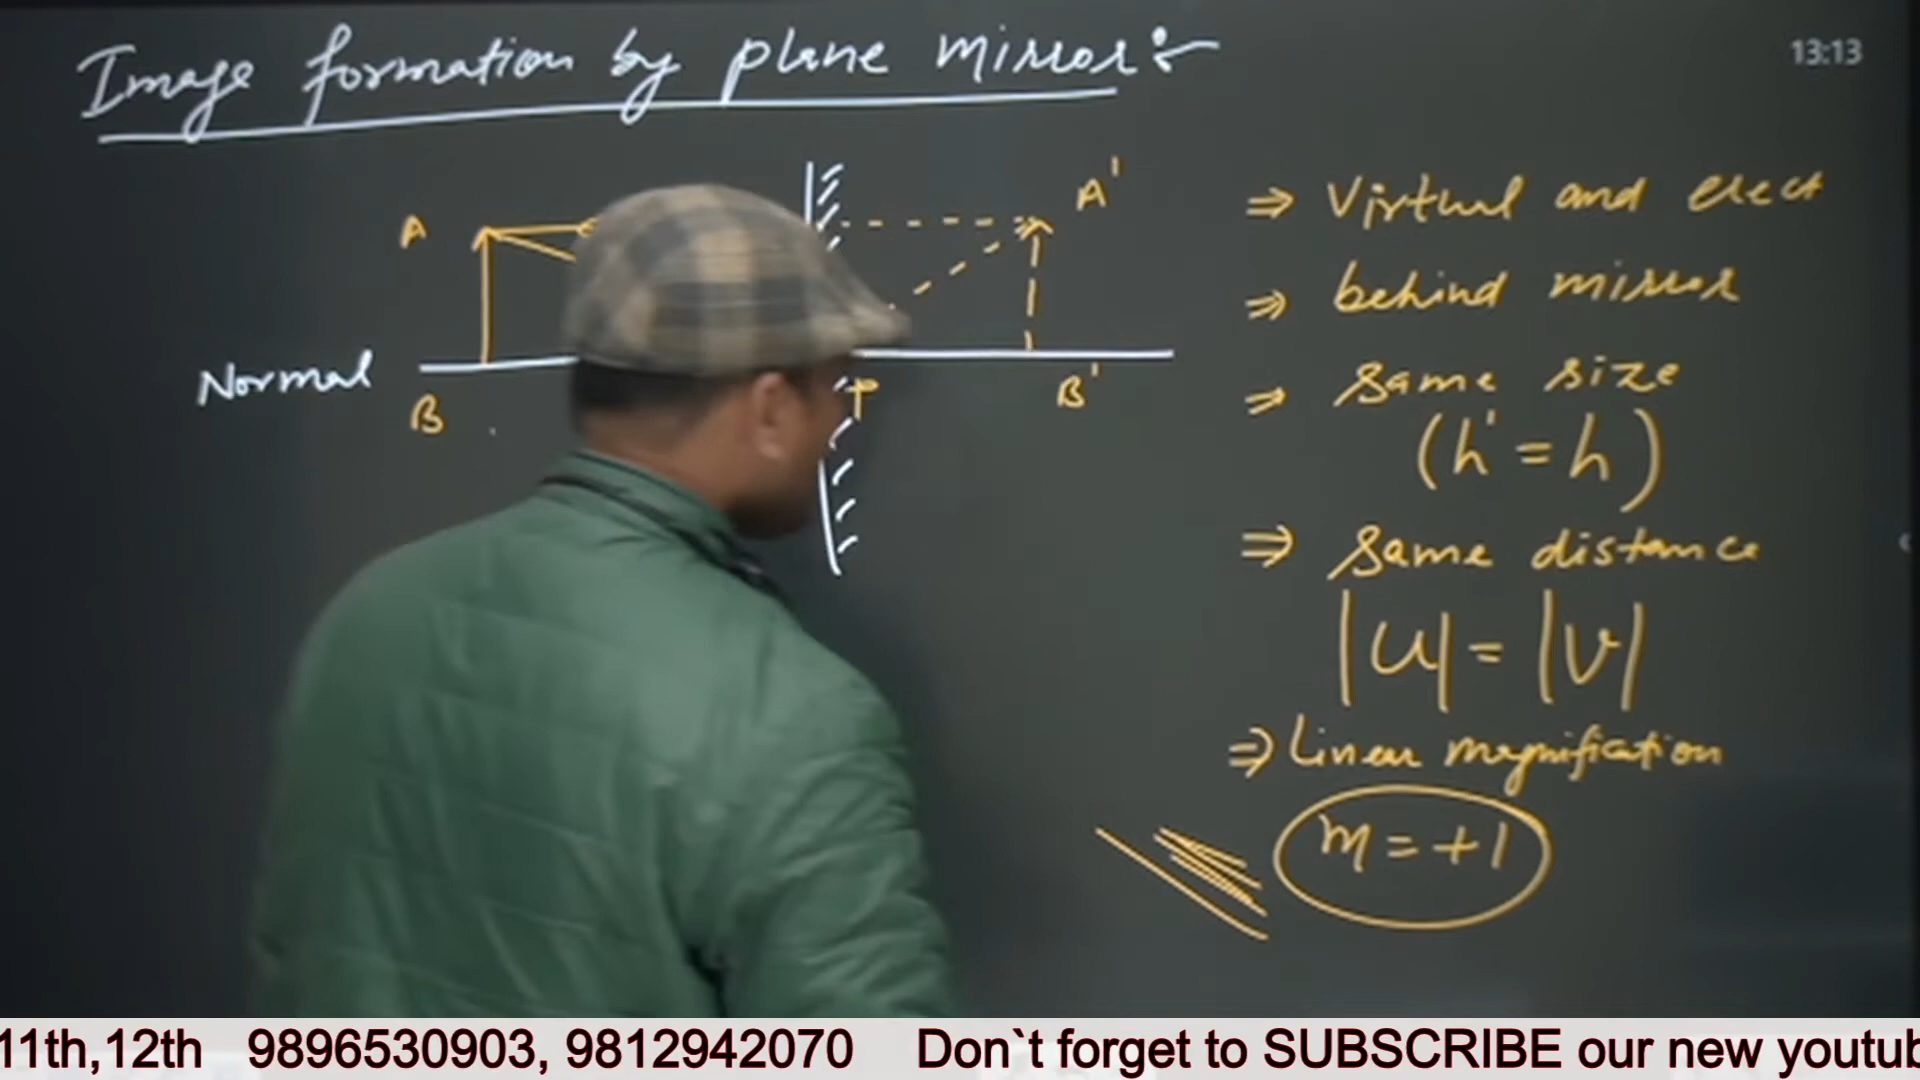 Image formation by plane mirror:-
13:13
A
A'
Normal
B
P
B'
⇒ Virtual and erect
⇒ behind mirror
⇒ Same size
(h' = h)
⇒ Same distance
|u| = |v|
⇒ Linear magnification
m = +1
11th,12th 9896530903, 9812942070 Don`t forget to SUBSCRIBE our new youtub